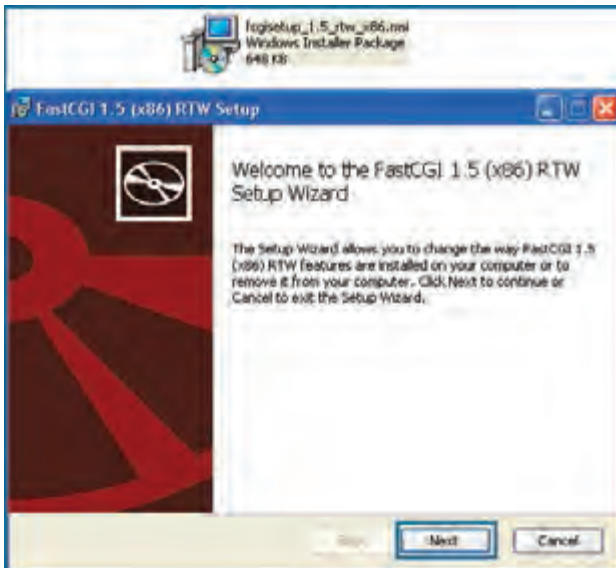 fcgisetup_1.5_rtw_x86.msi
Windows Installer Package
648 KB
FastCGI 1.5 (x86) RTW Setup
Welcome to the FastCGI 1.5 (x86) RTW
Setup Wizard
The Setup Wizard allows you to change the way FastCGI 1.5
(x86) RTW features are installed on your computer or to
remove it from your computer. Click Next to continue or
Cancel to exit the Setup Wizard.
Back
Next
Cancel